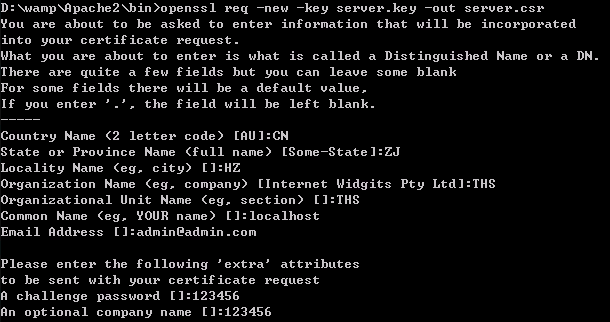 D:\wamp\Apache2\bin>openssl req -new -key server.key -out server.csr
You are about to be asked to enter information that will be incorporated
into your certificate request.
What you are about to enter is what is called a Distinguished Name or a DN.
There are quite a few fields but you can leave some blank
For some fields there will be a default value,
If you enter '.', the field will be left blank.
-----
Country Name (2 letter code) [AU]:CN
State or Province Name (full name) [Some-State]:ZJ
Locality Name (eg, city) []:HZ
Organization Name (eg, company) [Internet Widgits Pty Ltd]:THS
Organizational Unit Name (eg, section) []:THS
Common Name (eg, YOUR name) []:localhost
Email Address []:admin@admin.com
Please enter the following 'extra' attributes
to be sent with your certificate request
A challenge password []:123456
An optional company name []:123456